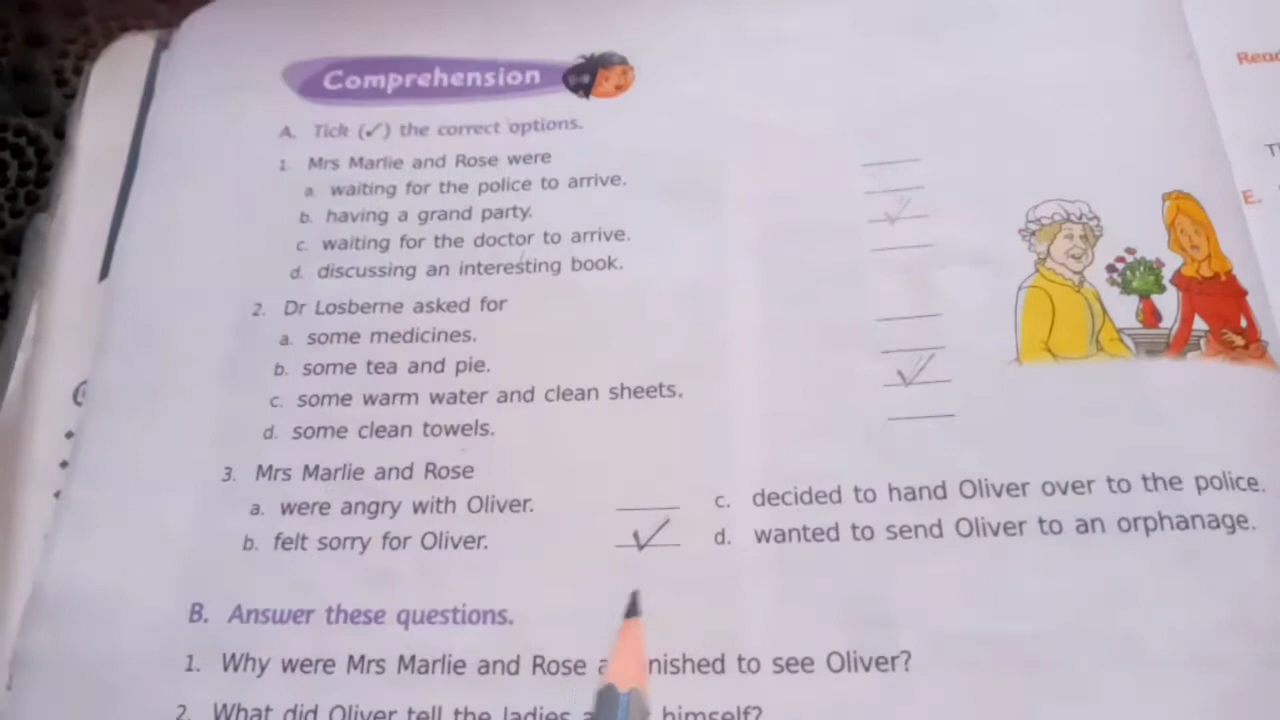 Comprehension
A. Tick (✓) the correct options.
1. Mrs Marlie and Rose were
a. waiting for the police to arrive.
b. having a grand party.
c. waiting for the doctor to arrive. ✓
d. discussing an interesting book.
2. Dr Losberne asked for
a. some medicines.
b. some tea and pie.
c. some warm water and clean sheets. ✓
d. some clean towels.
3. Mrs Marlie and Rose
a. were angry with Oliver.
b. felt sorry for Oliver. ✓
c. decided to hand Oliver over to the police.
d. wanted to send Oliver to an orphanage.
B. Answer these questions.
1. Why were Mrs Marlie and Rose nished to see Oliver?
2. What did Oliver tell the ladies himself?
E.